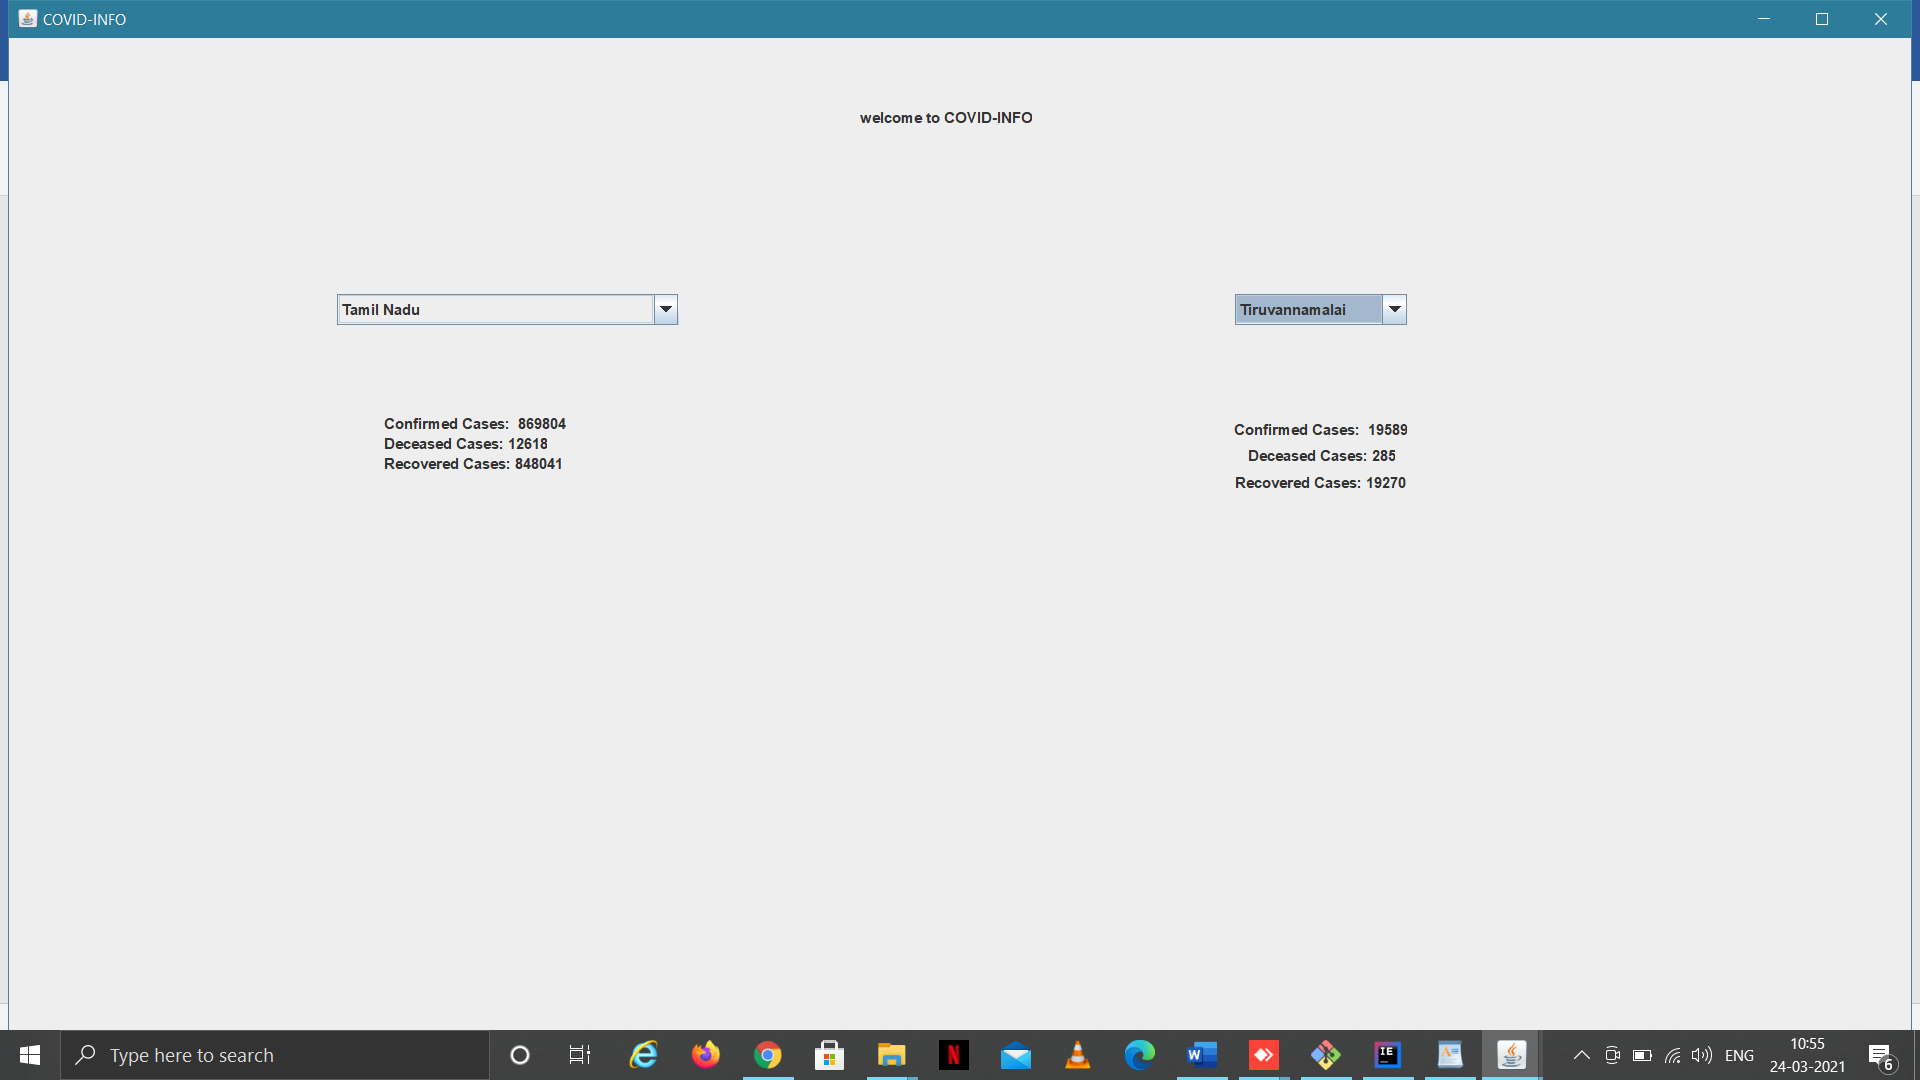 COVID-INFO
welcome to COVID-INFO
Tamil Nadu
Tiruvannamalai
Confirmed Cases:  869804
Deceased Cases: 12618
Recovered Cases: 848041
Confirmed Cases:  19589
Deceased Cases: 285
Recovered Cases: 19270
Type here to search
N
W
IE
ENG
10:55
24-03-2021
6